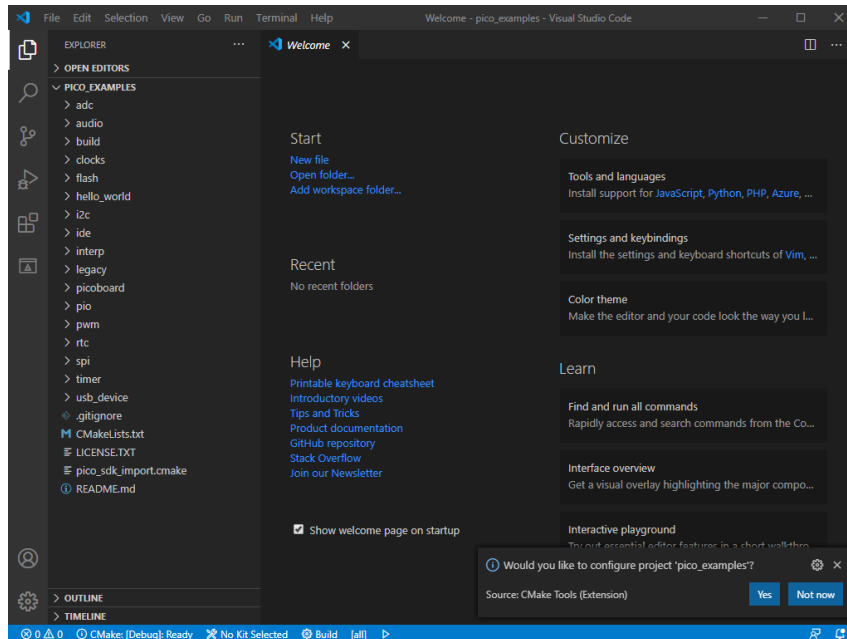 File Edit Selection View Go Run Terminal Help Welcome - pico_examples - Visual Studio Code
EXPLORER
Welcome
OPEN EDITORS
PICO_EXAMPLES
adc
audio
build
clocks
flash
hello_world
i2c
ide
interp
legacy
picoboard
pio
pwm
rtc
spi
timer
usb_device
.gitignore
CMakeLists.txt
LICENSE.TXT
pico_sdk_import.cmake
README.md
OUTLINE
TIMELINE
Start
New file
Open folder...
Add workspace folder...
Recent
No recent folders
Help
Printable keyboard cheatsheet
Introductory videos
Tips and Tricks
Product documentation
GitHub repository
Stack Overflow
Join our Newsletter
Show welcome page on startup
Customize
Tools and languages
Install support for JavaScript, Python, PHP, Azure, ...
Settings and keybindings
Install the settings and keyboard shortcuts of Vim, ...
Color theme
Make the editor and your code look the way you l...
Learn
Find and run all commands
Rapidly access and search commands from the Co...
Interface overview
Get a visual overlay highlighting the major compo...
Interactive playground
Try out essential editor features in a short walkthro...
Would you like to configure project 'pico_examples'?
Source: CMake Tools (Extension) Yes Not now
0 0 CMake: [Debug]: Ready No Kit Selected Build [all]